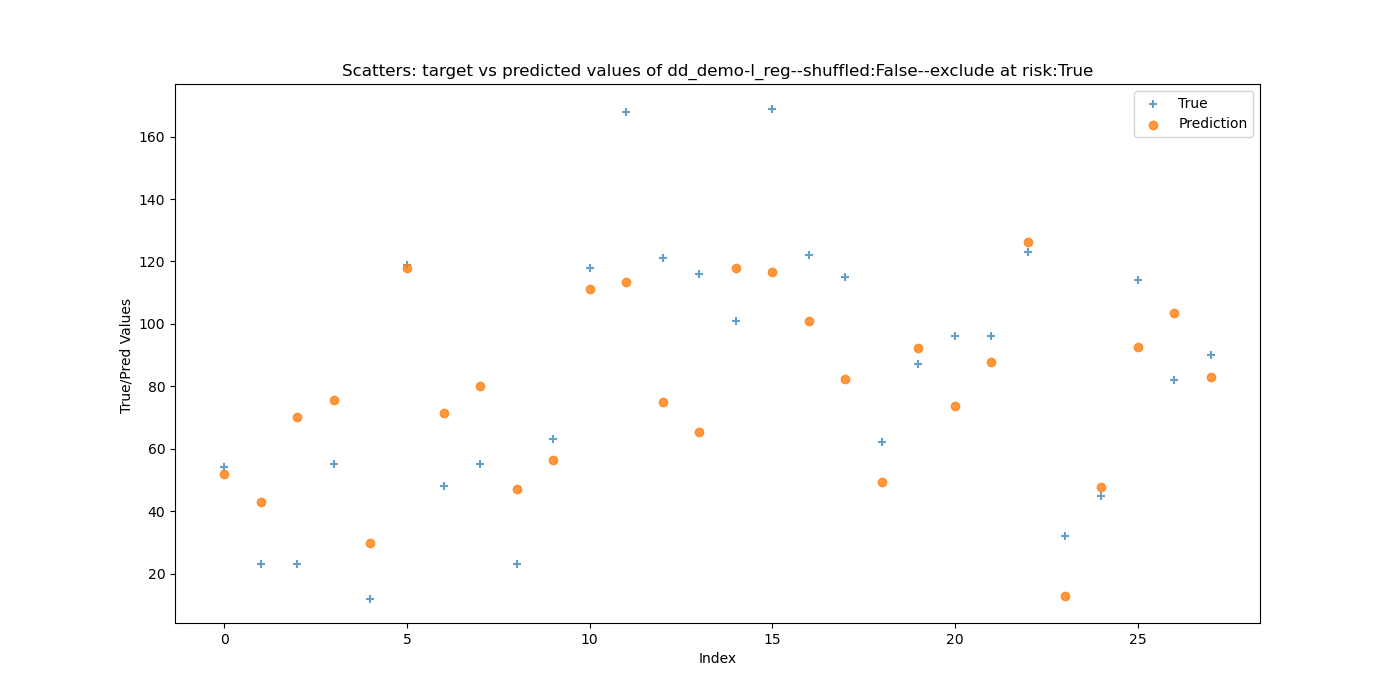 Scatters: target vs predicted values of dd_demo-l_reg--shuffled:False--exclude at risk:True
True
Prediction
160
140
120
100
80
60
40
20
True/Pred Values
0 5 10 15 20 25
Index